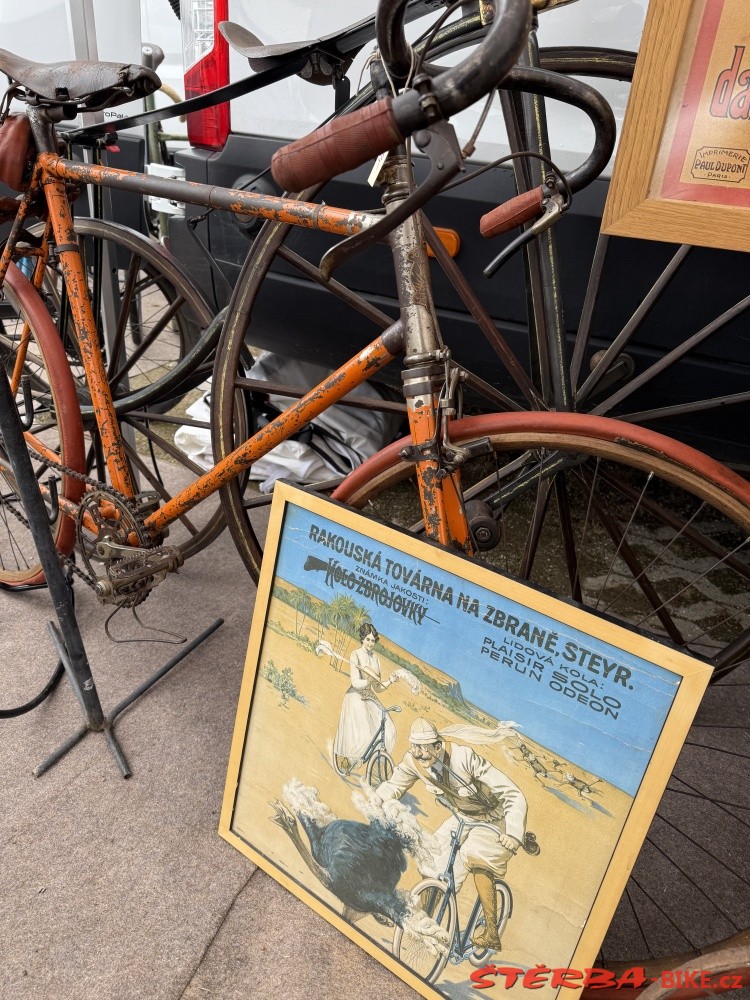 da
IMPRIMERIE
PAUL DUPONT
PARIS
RAKOUSKÁ TOVÁRNA NA ZBRANĚ, STEYR.
ZNÁMKA JAKOSTI:
KOLO ZBROJOVKY
LIDOVÁ KOLA:
PLAISIR SOLO
PERUN ODEON
ŠTĚRBA-BIKE.cz